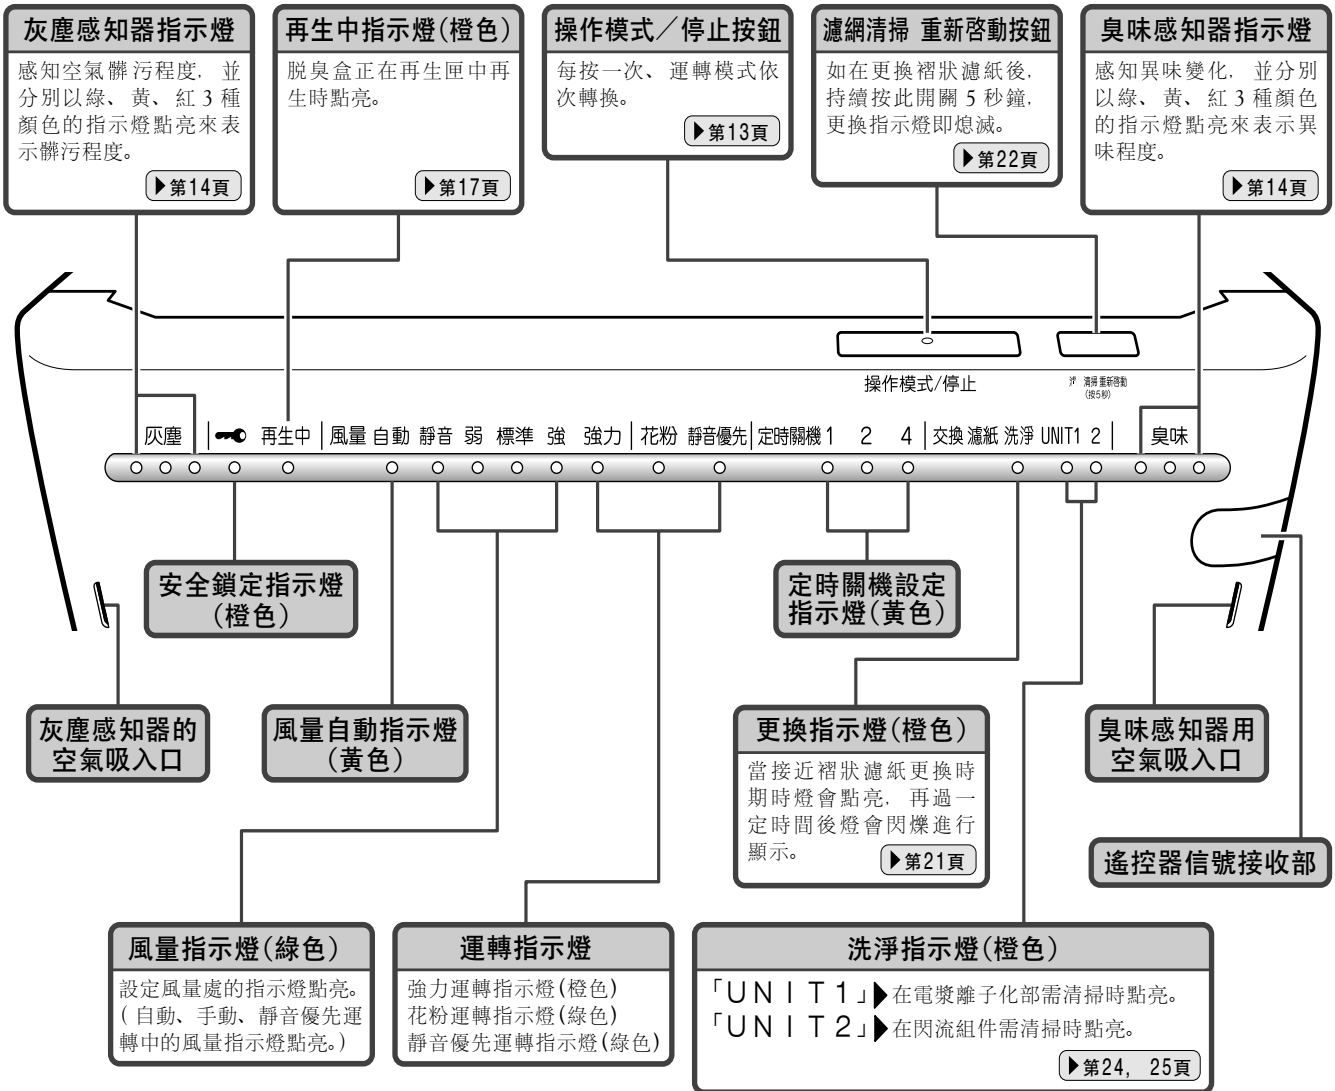 灰塵感知器指示燈
感知空氣髒污程度，並
分別以綠、黃、紅3種
顏色的指示燈點亮來表
示髒污程度。
▶第14頁
再生中指示燈(橙色)
脫臭盒正在再生匣中再
生時點亮。
▶第17頁
操作模式／停止按鈕
每按一次、運轉模式依
次轉換。
▶第13頁
濾網清掃 重新啓動按鈕
如在更換褶狀濾紙後，
持續按此開關5秒鐘，
更換指示燈即熄滅。
▶第22頁
臭味感知器指示燈
感知異味變化，並分別
以綠、黃、紅3種顏色
的指示燈點亮來表示異
味程度。
▶第14頁
操作模式/停止
清掃重新啓動
(按5秒)
灰塵 再生中 風量 自動 靜音 弱 標準 強 強力 花粉 靜音優先 定時關機 1 2 4 交換 濾紙 洗淨 UNIT1 2 臭味
安全鎖定指示燈
(橙色)
定時關機設定
指示燈(黃色)
灰塵感知器的
空氣吸入口
風量自動指示燈
(黃色)
更換指示燈(橙色)
當接近褶狀濾紙更換時
期時燈會點亮，再過一
定時間後燈會閃爍進行
顯示。
▶第21頁
臭味感知器用
空氣吸入口
遙控器信號接收部
風量指示燈(綠色)
設定風量處的指示燈點亮。
(自動、手動、靜音優先運
轉中的風量指示燈點亮。)
運轉指示燈
強力運轉指示燈(橙色)
花粉運轉指示燈(綠色)
靜音優先運轉指示燈(綠色)
洗淨指示燈(橙色)
「UNIT1」▶在電漿離子化部需清掃時點亮。
「UNIT2」▶在閃流組件需清掃時點亮。
▶第24, 25頁